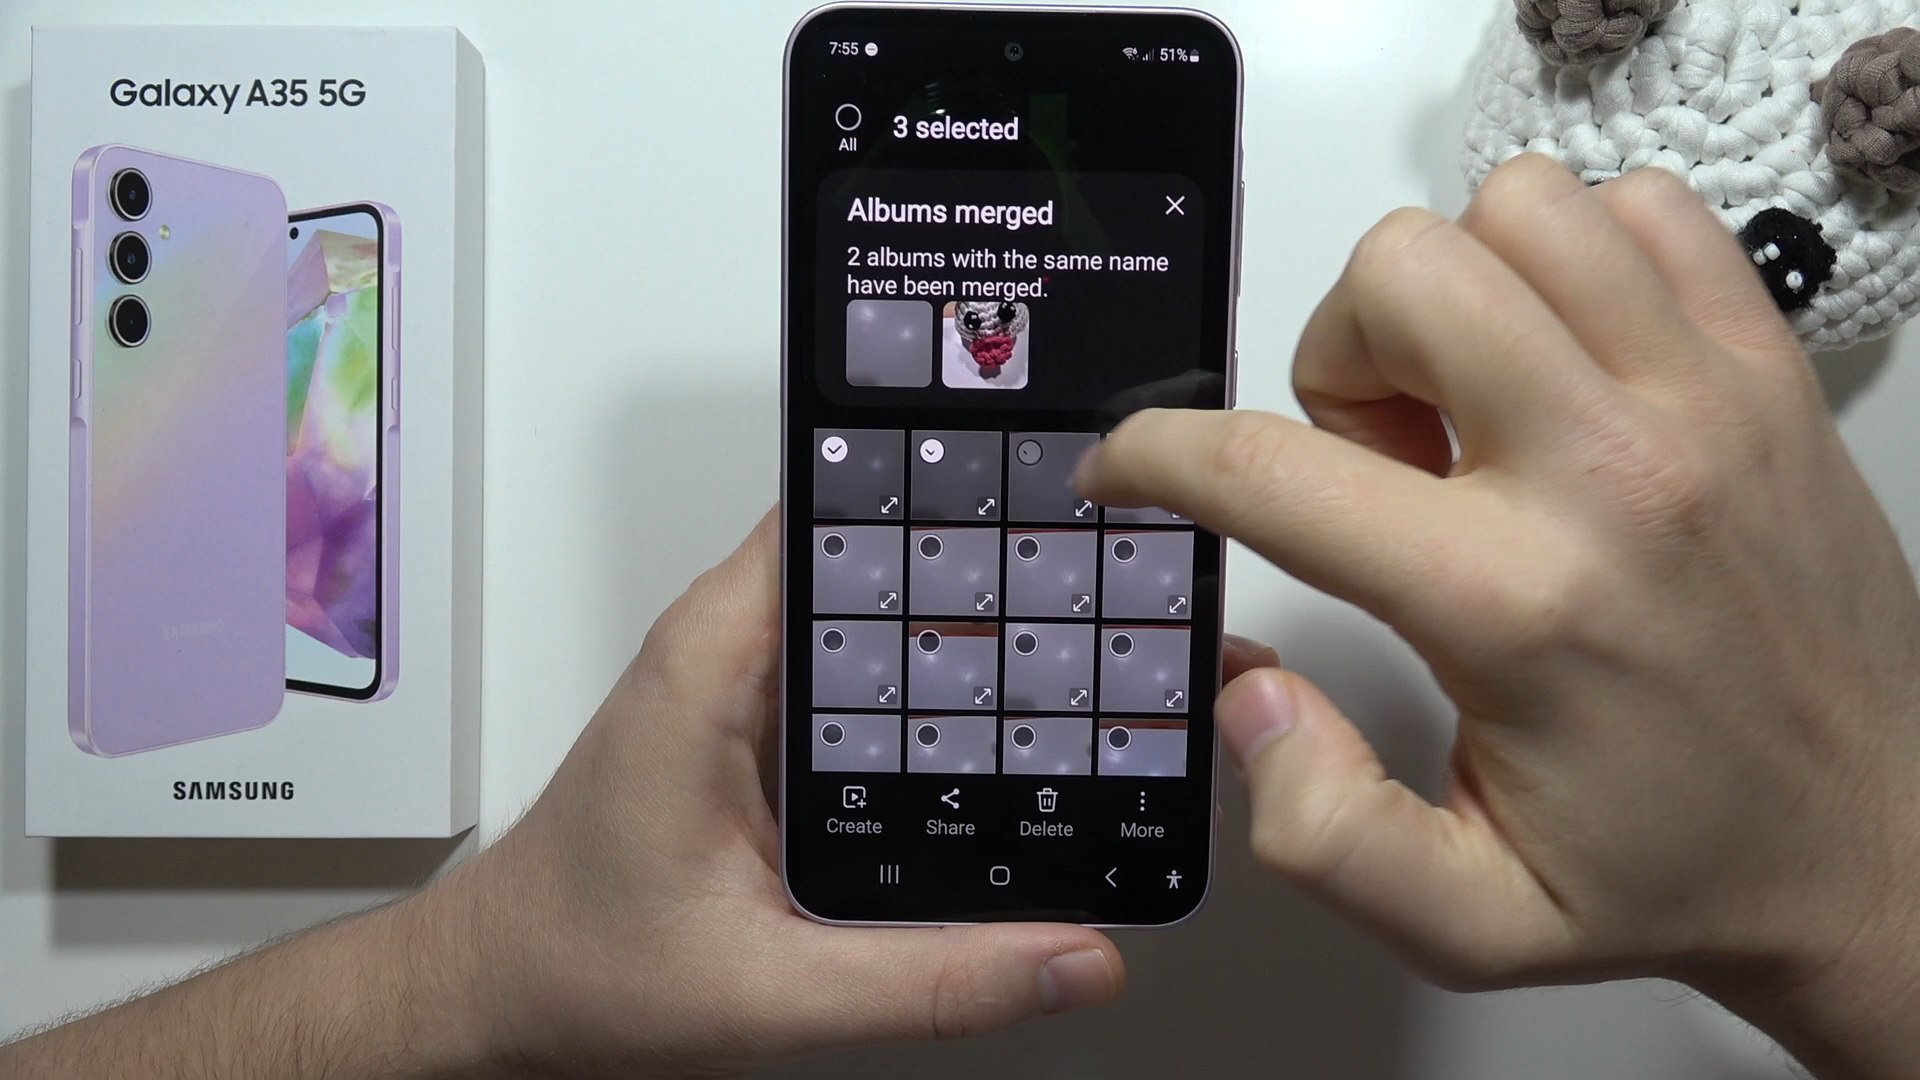 Galaxy A35 5G
SAMSUNG
SAMSUNG
7:55
51%
All
3 selected
Albums merged
2 albums with the same name
have been merged.
Create
Share
Delete
More